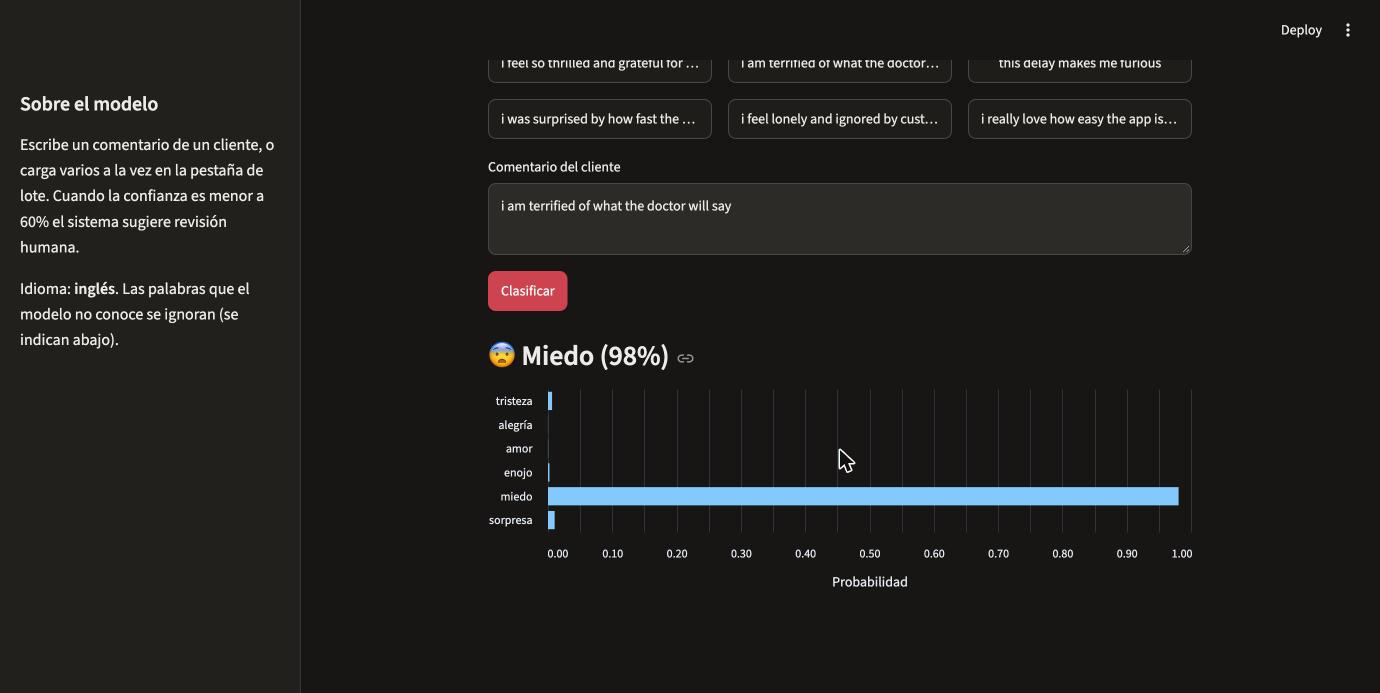 Deploy
Sobre el modelo
Escribe un comentario de un cliente, o
carga varios a la vez en la pestaña de
lote. Cuando la confianza es menor a
60% el sistema sugiere revisión
humana.
Idioma: inglés. Las palabras que el
modelo no conoce se ignoran (se
indican abajo).
i feel so thrilled and grateful for …
i am terrified of what the doctor…
this delay makes me furious
i was surprised by how fast the …
i feel lonely and ignored by cust…
i really love how easy the app is…
Comentario del cliente
i am terrified of what the doctor will say
Clasificar
😨 Miedo (98%)
tristeza
alegría
amor
enojo
miedo
sorpresa
0.00 0.10 0.20 0.30 0.40 0.50 0.60 0.70 0.80 0.90 1.00
Probabilidad